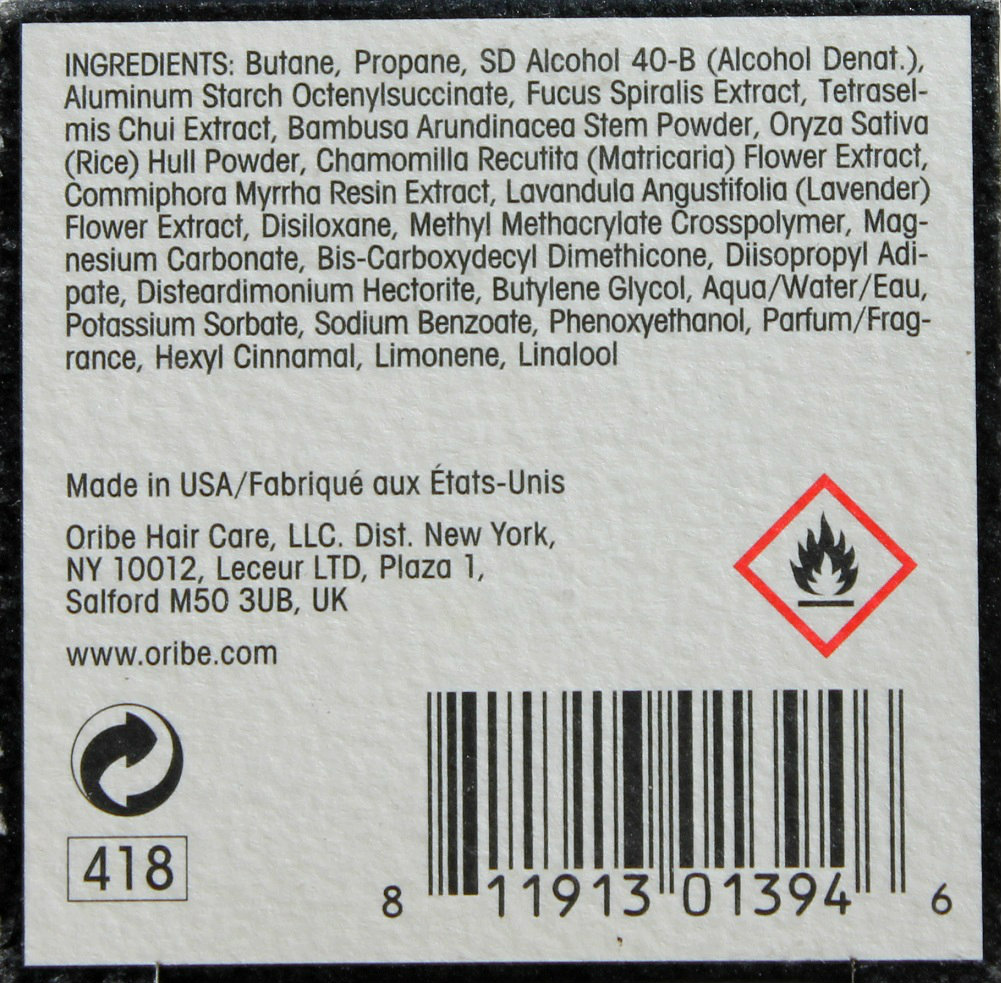 INGREDIENTS: Butane, Propane, SD Alcohol 40-B (Alcohol Denat.),
Aluminum Starch Octenylsuccinate, Fucus Spiralis Extract, Tetrasel-
mis Chui Extract, Bambusa Arundinacea Stem Powder, Oryza Sativa
(Rice) Hull Powder, Chamomilla Recutita (Matricaria) Flower Extract,
Commiphora Myrrha Resin Extract, Lavandula Angustifolia (Lavender)
Flower Extract, Disiloxane, Methyl Methacrylate Crosspolymer, Mag-
nesium Carbonate, Bis-Carboxydecyl Dimethicone, Diisopropyl Adi-
pate, Disteardimonium Hectorite, Butylene Glycol, Aqua/Water/Eau,
Potassium Sorbate, Sodium Benzoate, Phenoxyethanol, Parfum/Frag-
rance, Hexyl Cinnamal, Limonene, Linalool
Made in USA/Fabriqué aux États-Unis
Oribe Hair Care, LLC. Dist. New York,
NY 10012, Leceur LTD, Plaza 1,
Salford M50 3UB, UK
www.oribe.com
418
8 11913 01394 6